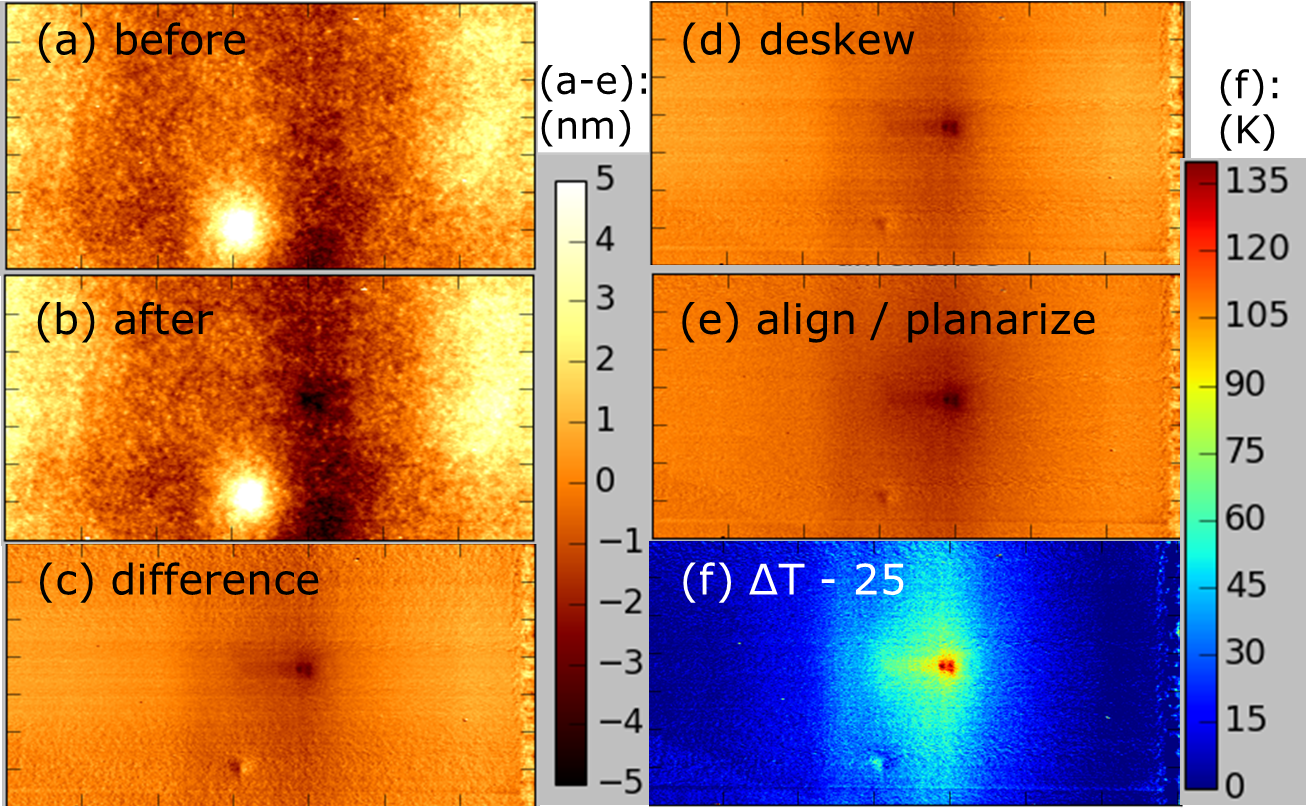 (a) before
(b) after
(c) difference
(a-e):
(nm)
5
4
3
2
1
0
−1
−2
−3
−4
−5
(d) deskew
(e) align / planarize
(f) ΔT - 25
(f):
(K)
135
120
105
90
75
60
45
30
15
0